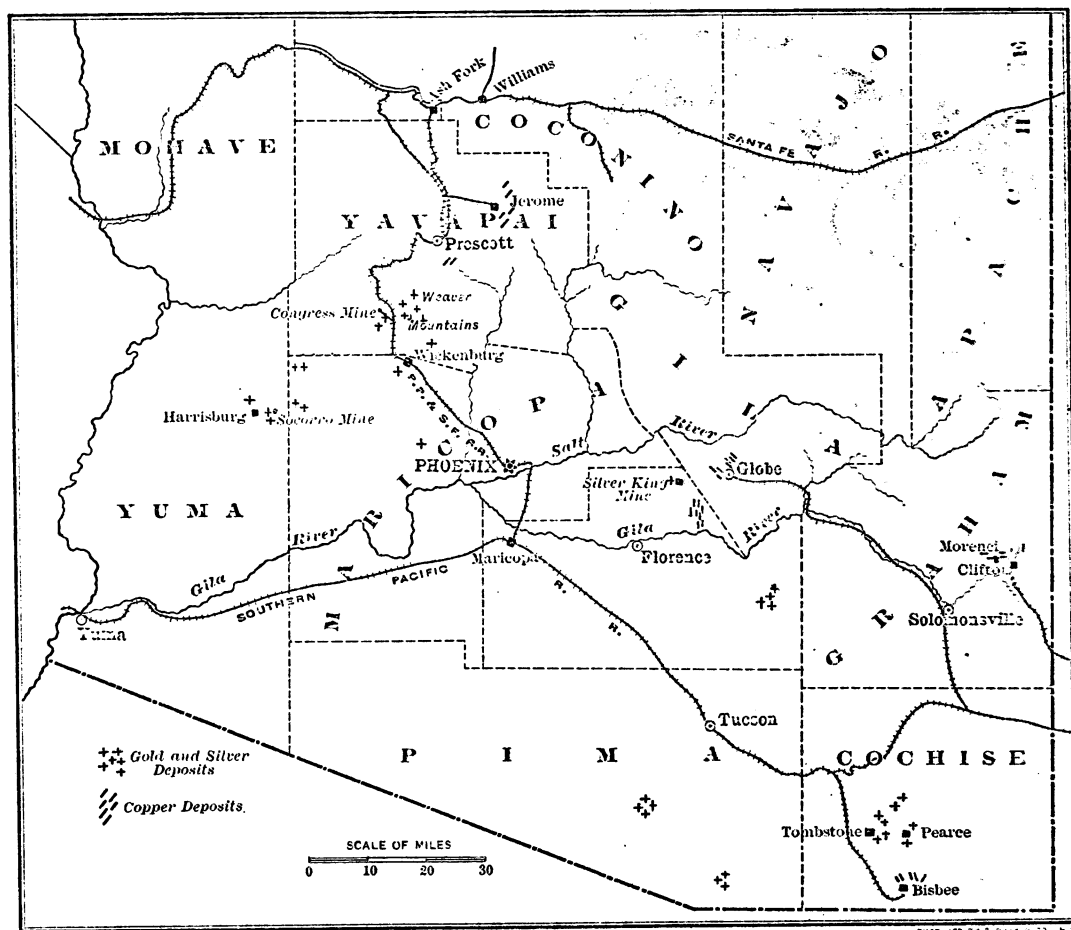 Ash Fork
Williams
MOHAVE
COCONINO
NAVAJO
APACHE
SANTA FE R. R.
Jerome
YAVAPAI
Prescott
Weaver
Mountains
Congress Mine
Wickenburg
P. P. & S. F. R.R.
GILA
MARICOPA
Harrisburg
Socorro Mine
PHOENIX
Salt River
Globe
Silver King
Mine
YUMA
Gila River
Gila River
Florence
Maricopa
SOUTHERN PACIFIC R. R.
Morenci
Clifton
Solomonsville
GRAHAM
Yuma
Tucson
PIMA
COCHISE
Gold and Silver
Deposits
Copper Deposits.
Tombstone
Pearce
Bisbee
SCALE OF MILES
0 10 20 30